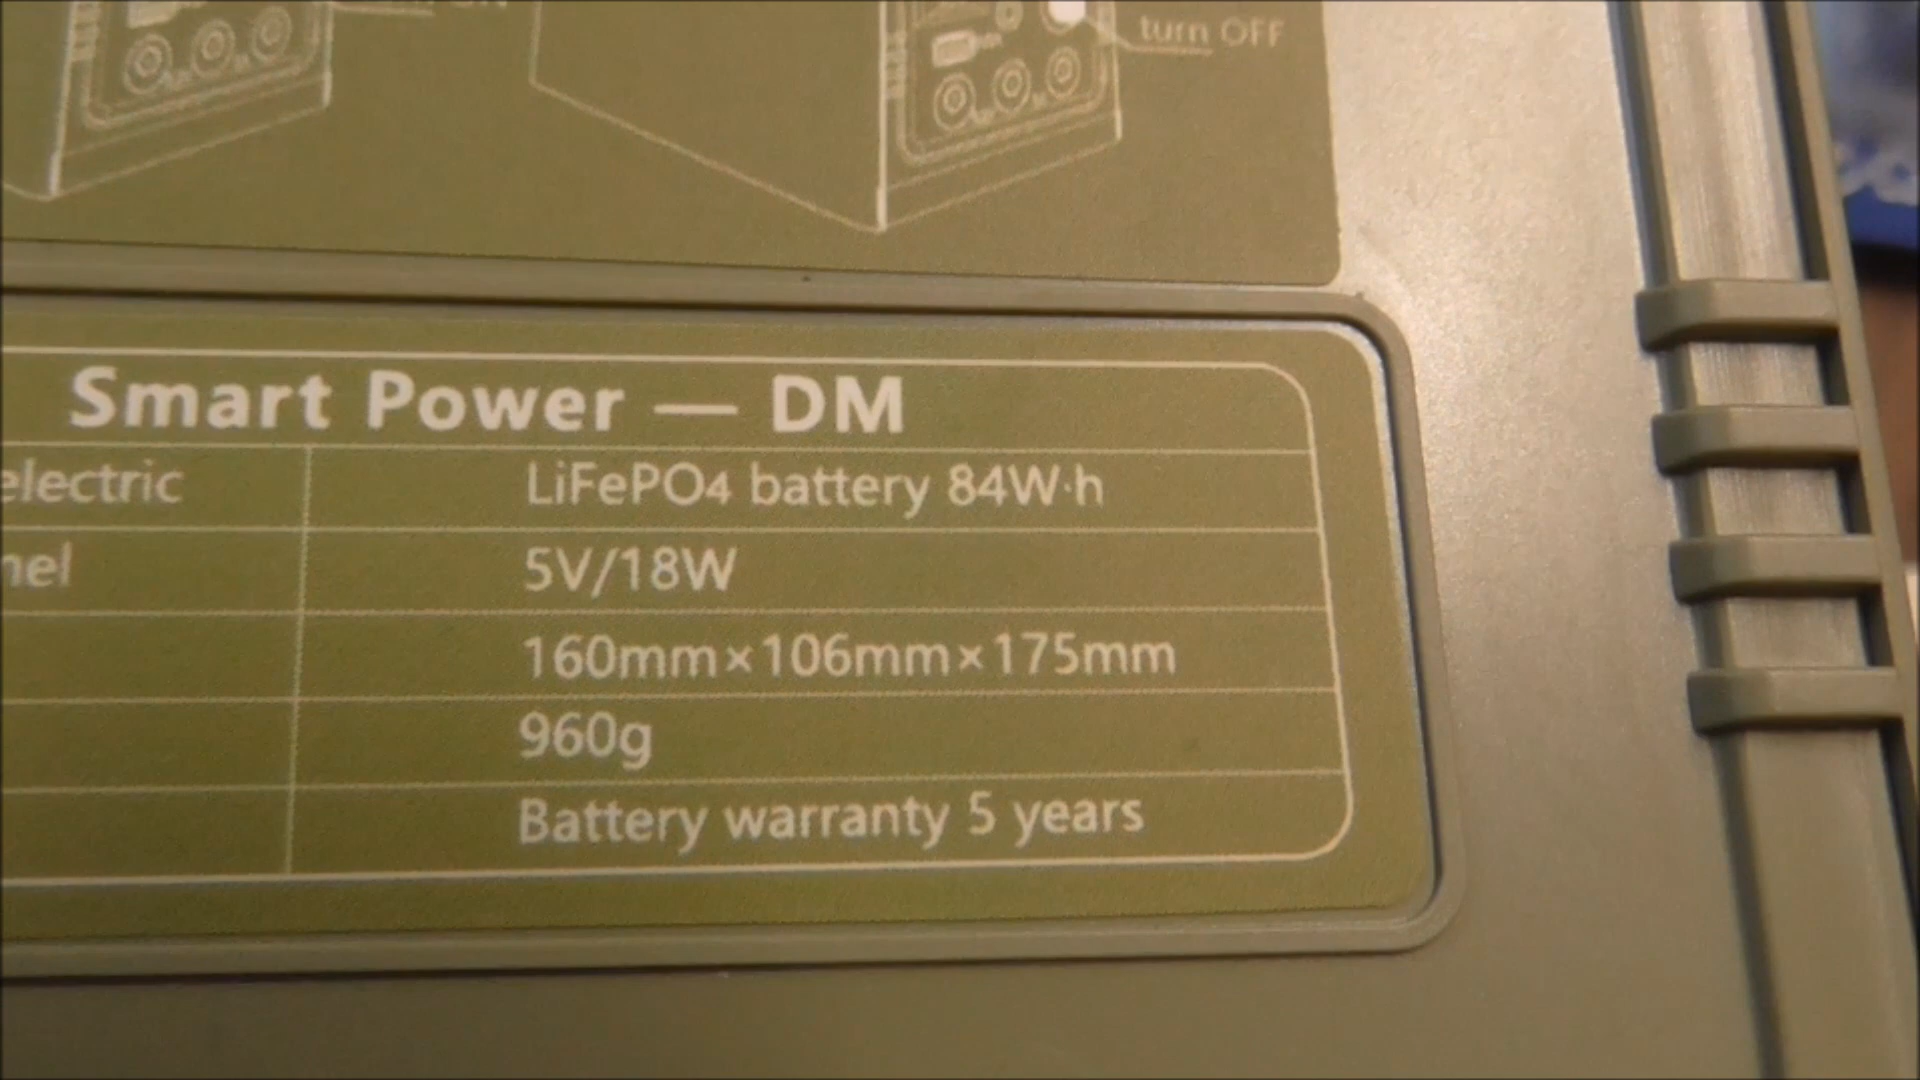 turn OFF
Smart Power — DM
electric LiFePO4 battery 84W·h
nel 5V/18W
160mm×106mm×175mm
960g
Battery warranty 5 years